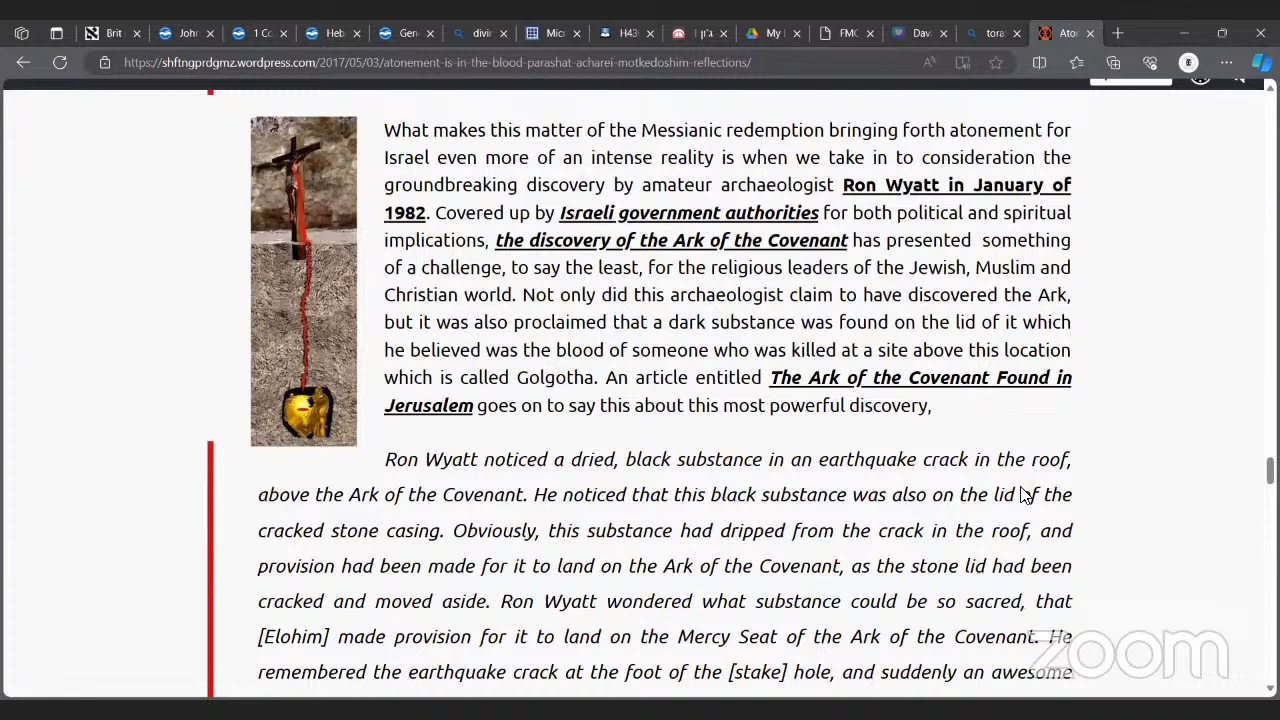 Brit
John
1 Co
Heb
Gene
divi
Micr
H43
My
FMC
Dav
tora
Ato
https://shftngprdgmz.wordpress.com/2017/05/03/atonement-is-in-the-blood-parashat-acharei-motkedoshim-reflections/
What makes this matter of the Messianic redemption bringing forth atonement for
Israel even more of an intense reality is when we take in to consideration the
groundbreaking discovery by amateur archaeologist Ron Wyatt in January of
1982. Covered up by Israeli government authorities for both political and spiritual
implications, the discovery of the Ark of the Covenant has presented something
of a challenge, to say the least, for the religious leaders of the Jewish, Muslim and
Christian world. Not only did this archaeologist claim to have discovered the Ark,
but it was also proclaimed that a dark substance was found on the lid of it which
he believed was the blood of someone who was killed at a site above this location
which is called Golgotha. An article entitled The Ark of the Covenant Found in
Jerusalem goes on to say this about this most powerful discovery,
Ron Wyatt noticed a dried, black substance in an earthquake crack in the roof,
above the Ark of the Covenant. He noticed that this black substance was also on the lid of the
cracked stone casing. Obviously, this substance had dripped from the crack in the roof, and
provision had been made for it to land on the Ark of the Covenant, as the stone lid had been
cracked and moved aside. Ron Wyatt wondered what substance could be so sacred, that
[Elohim] made provision for it to land on the Mercy Seat of the Ark of the Covenant. He
remembered the earthquake crack at the foot of the [stake] hole, and suddenly an awesome
zoom